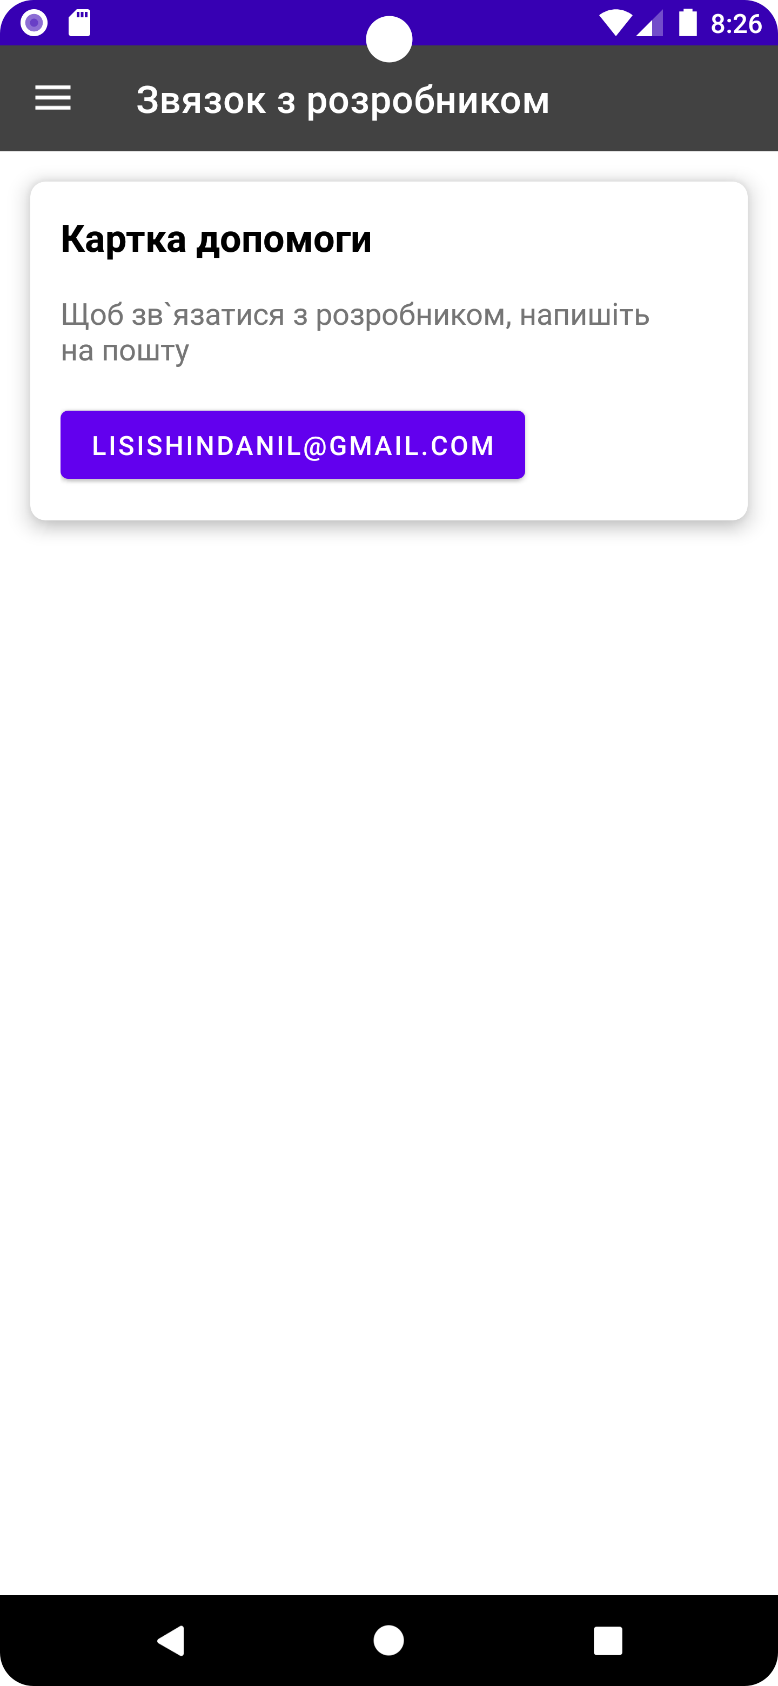 8:26
Звязок з розробником
Картка допомоги
Щоб зв`язатися з розробником, напишіть
на пошту
LISISHINDANIL@GMAIL.COM